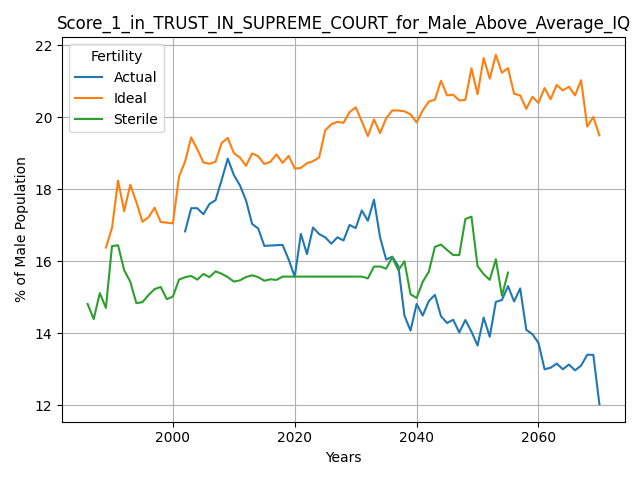 Score_1_in_TRUST_IN_SUPREME_COURT_for_Male_Above_Average_IQ
Fertility
Actual
Ideal
Sterile
22
20
18
16
14
12
% of Male Population
2000 2020 2040 2060
Years